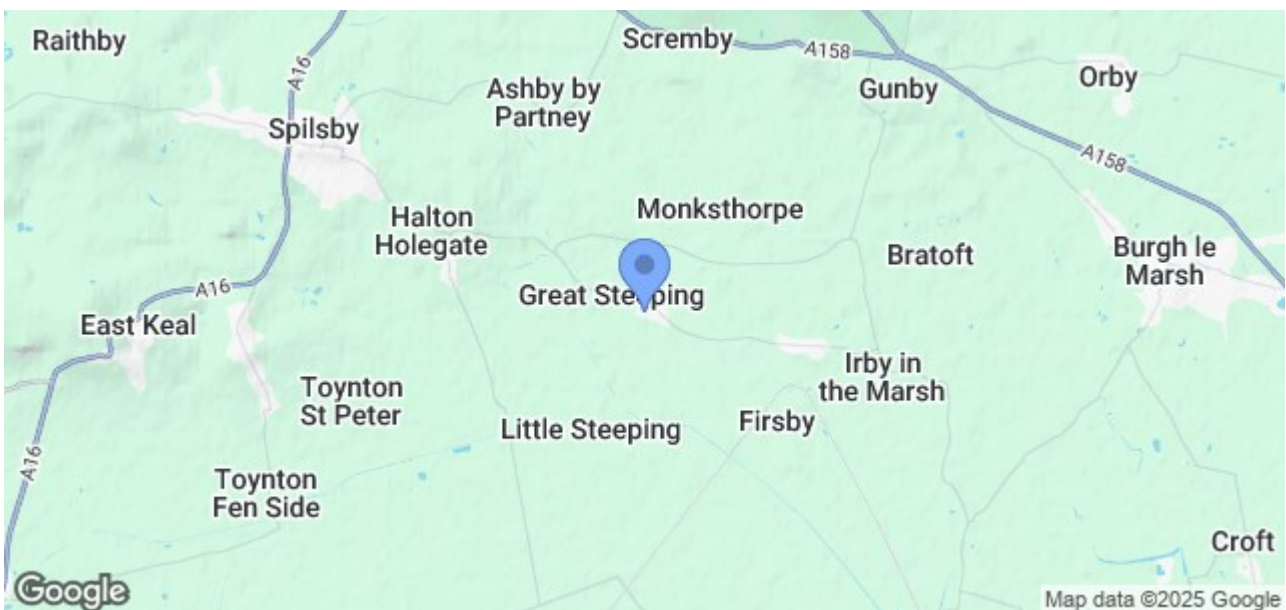 Raithby
Scremby
A158
A16
Ashby by
Partney
Gunby
Orby
Spilsby
A158
Halton
Holegate
Monksthorpe
Bratoft
Burgh le
Marsh
A16
Great Steeping
East Keal
Irby in
the Marsh
Toynton
St Peter
Little Steeping
Firsby
A16
Toynton
Fen Side
Croft
Google
Map data ©2025 Google